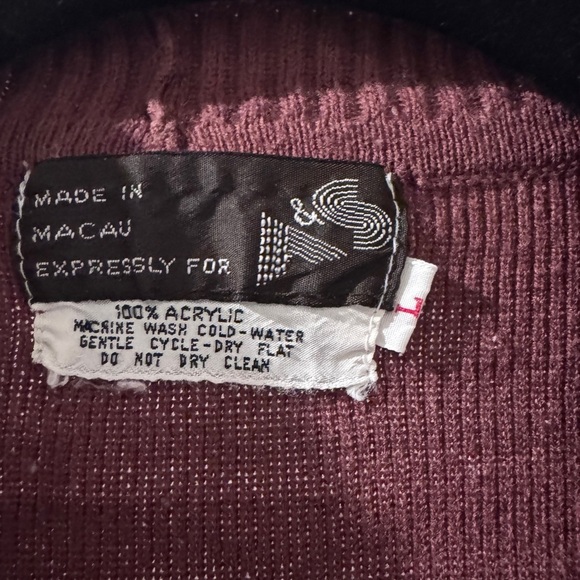 MADE IN
MACAU
EXPRESSLY FOR
A&S
L
100% ACRYLIC
MACHINE WASH COLD-WATER
GENTLE CYCLE-DRY FLAT
DO NOT DRY CLEAN